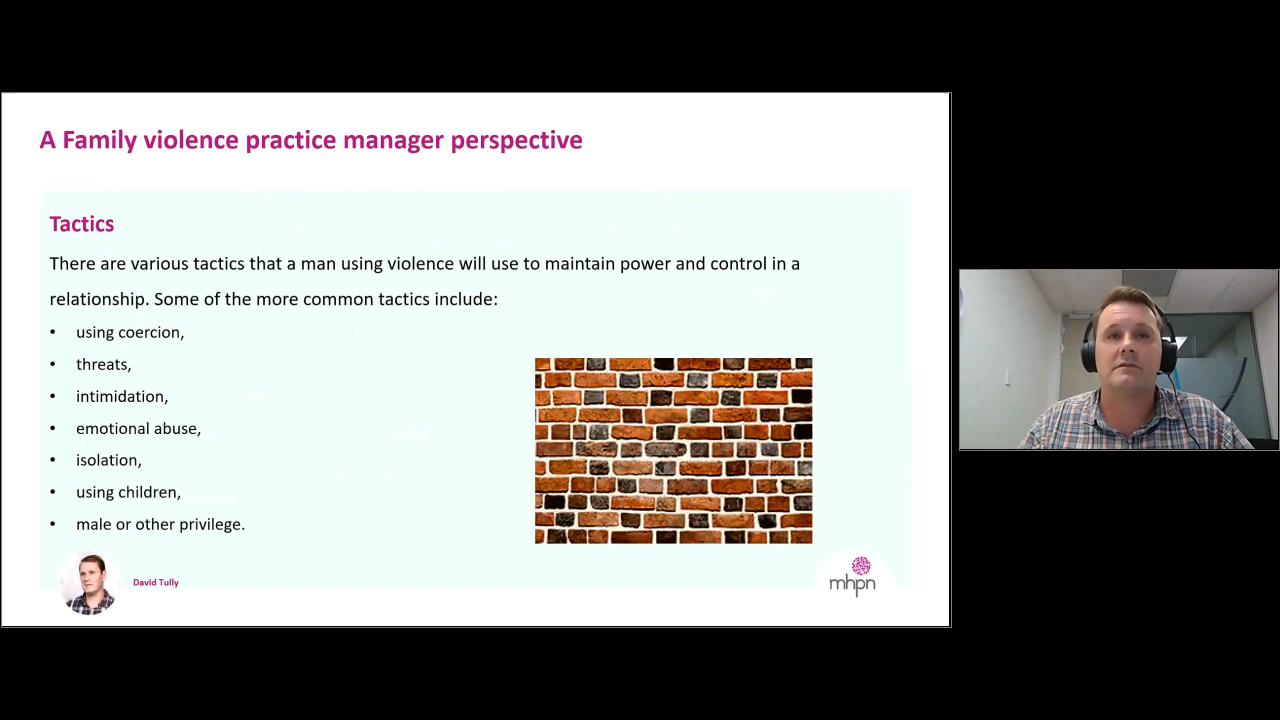 A Family violence practice manager perspective
Tactics
There are various tactics that a man using violence will use to maintain power and control in a
relationship. Some of the more common tactics include:
• using coercion,
• threats,
• intimidation,
• emotional abuse,
• isolation,
• using children,
• male or other privilege.
David Tully
mhpn